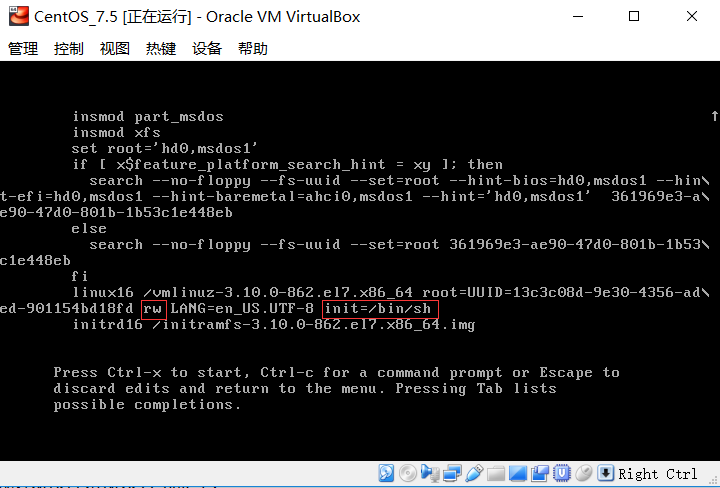 CentOS_7.5 [正在运行] - Oracle VM VirtualBox
管理 控制 视图 热键 设备 帮助
insmod part_msdos
insmod xfs
set root='hd0,msdos1'
if [ x$feature_platform_search_hint = xy ]; then
search --no-floppy --fs-uuid --set=root --hint-bios=hd0,msdos1 --hin\
t-efi=hd0,msdos1 --hint-baremetal=ahci0,msdos1 --hint='hd0,msdos1'  361969e3-a\
e90-47d0-801b-1b53c1e448eb
else
search --no-floppy --fs-uuid --set=root 361969e3-ae90-47d0-801b-1b53\
c1e448eb
fi
linux16 /vmlinuz-3.10.0-862.el7.x86_64 root=UUID=13c3c08d-9e30-4356-ad\
ed-901154bd18fd rw LANG=en_US.UTF-8 init=/bin/sh
initrd16 /initramfs-3.10.0-862.el7.x86_64.img
Press Ctrl-x to start, Ctrl-c for a command prompt or Escape to
discard edits and return to the menu. Pressing Tab lists
possible completions.
Right Ctrl